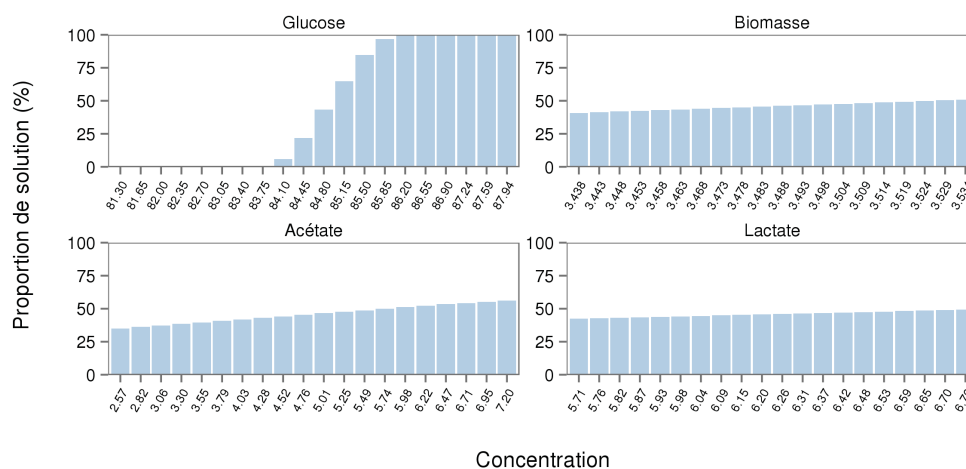 Glucose
Biomasse
Proportion de solution (%)
100
75
50
25
0
81.30 81.65 82.00 82.35 82.70 83.05 83.40 83.75 84.10 84.45 84.80 85.15 85.50 85.85 86.20 86.55 86.90 87.24 87.59 87.94
100
75
50
25
0
3.438 3.443 3.448 3.453 3.458 3.463 3.468 3.473 3.478 3.483 3.488 3.493 3.498 3.504 3.509 3.514 3.519 3.524 3.529
Acétate
Lactate
100
75
50
25
0
2.57 2.82 3.06 3.30 3.55 3.79 4.03 4.28 4.52 4.76 5.01 5.25 5.49 5.74 5.98 6.22 6.47 6.71 6.95 7.20
100
75
50
25
0
5.71 5.76 5.82 5.87 5.93 5.98 6.04 6.09 6.15 6.20 6.26 6.31 6.37 6.42 6.48 6.53 6.59 6.65 6.70
Concentration